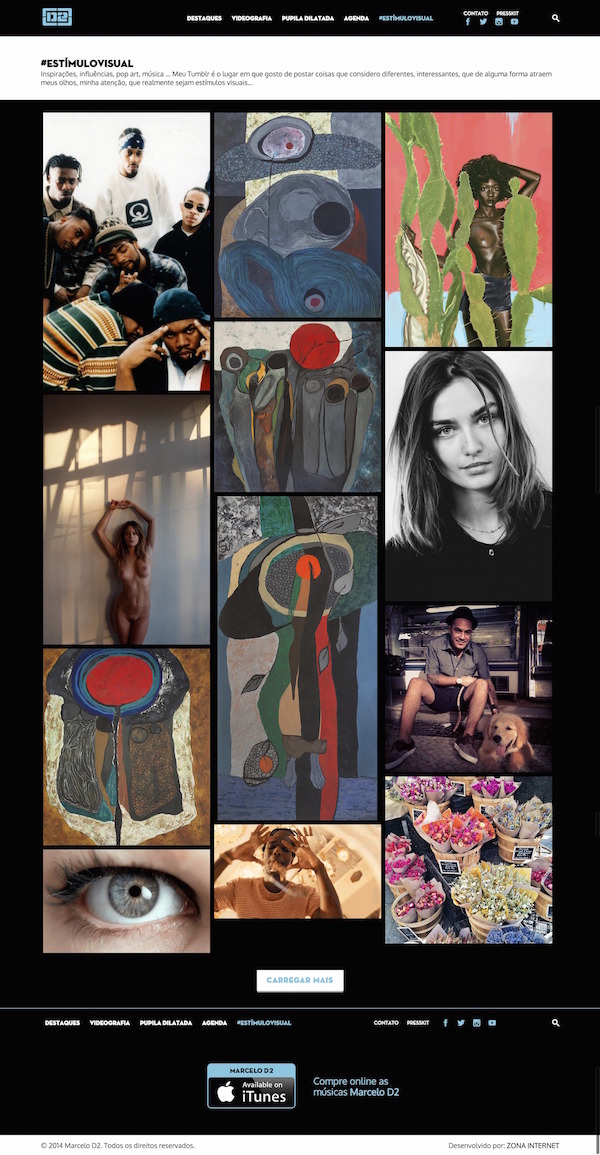 D2
DESTAQUES VIDEOGRAFIA PUPILA DILATADA AGENDA #ESTÍMULOVISUAL
CONTATO PRESSKIT
#ESTÍMULOVISUAL
Inspirações, influências, pop art, música ... Meu Tumblr é o lugar em que gosto de postar coisas que considero diferentes, interessantes, que de alguma forma atraem
meus olhos, minha atenção, que realmente sejam estímulos visuais...
CARREGAR MAIS
DESTAQUES VIDEOGRAFIA PUPILA DILATADA AGENDA #ESTÍMULOVISUAL
CONTATO PRESSKIT
MARCELO D2
Available on
iTunes
Compre online as
músicas Marcelo D2
© 2014 Marcelo D2. Todos os direitos reservados.
Desenvolvido por: ZONA INTERNET